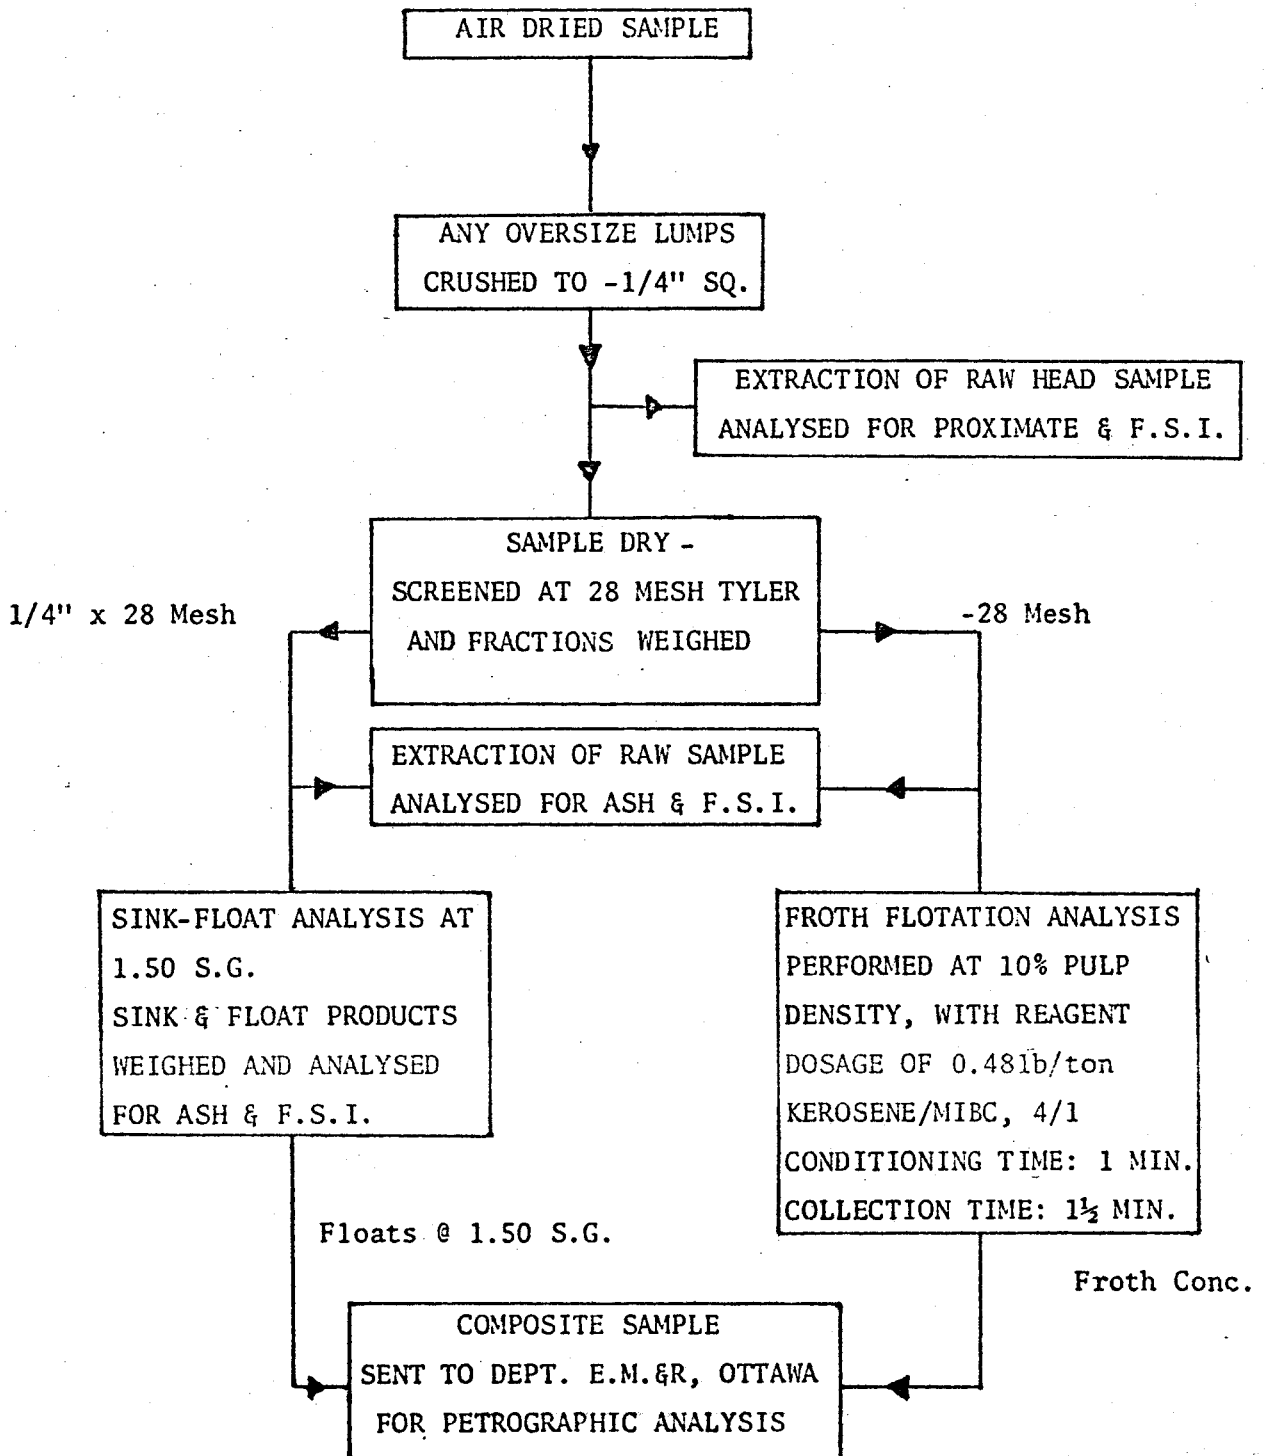 AIR DRIED SAMPLE
ANY OVERSIZE LUMPS
CRUSHED TO -1/4" SQ.
EXTRACTION OF RAW HEAD SAMPLE
ANALYSED FOR PROXIMATE & F.S.I.
SAMPLE DRY -
SCREENED AT 28 MESH TYLER
AND FRACTIONS WEIGHED
1/4" x 28 Mesh
-28 Mesh
EXTRACTION OF RAW SAMPLE
ANALYSED FOR ASH & F.S.I.
SINK-FLOAT ANALYSIS AT
1.50 S.G.
SINK & FLOAT PRODUCTS
WEIGHED AND ANALYSED
FOR ASH & F.S.I.
FROTH FLOTATION ANALYSIS
PERFORMED AT 10% PULP
DENSITY, WITH REAGENT
DOSAGE OF 0.48lb/ton
KEROSENE/MIBC, 4/1
CONDITIONING TIME: 1 MIN.
COLLECTION TIME: 1½ MIN.
Floats @ 1.50 S.G.
Froth Conc.
COMPOSITE SAMPLE
SENT TO DEPT. E.M.&R, OTTAWA
FOR PETROGRAPHIC ANALYSIS